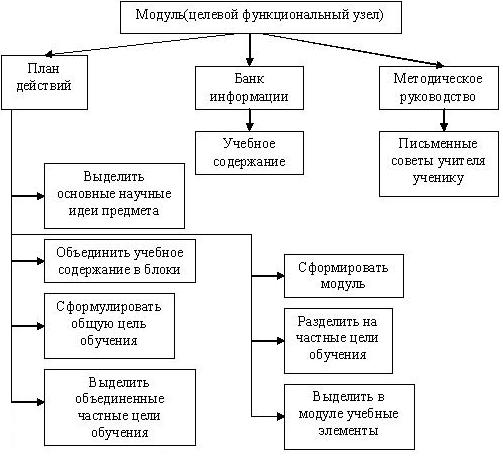 Модуль(целевой функциональный узел)
План
действий
Банк
информации
Методическое
руководство
Учебное
содержание
Письменные
советы учителя
ученику
Выделить
основные научные
идеи предмета
Объединить учебное
содержание в блоки
Сформулировать
общую цель
обучения
Выделить
объединенные
частные цели
обучения
Сформировать
модуль
Разделить на
частные цели
обучения
Выделить в
модуле учебные
элементы